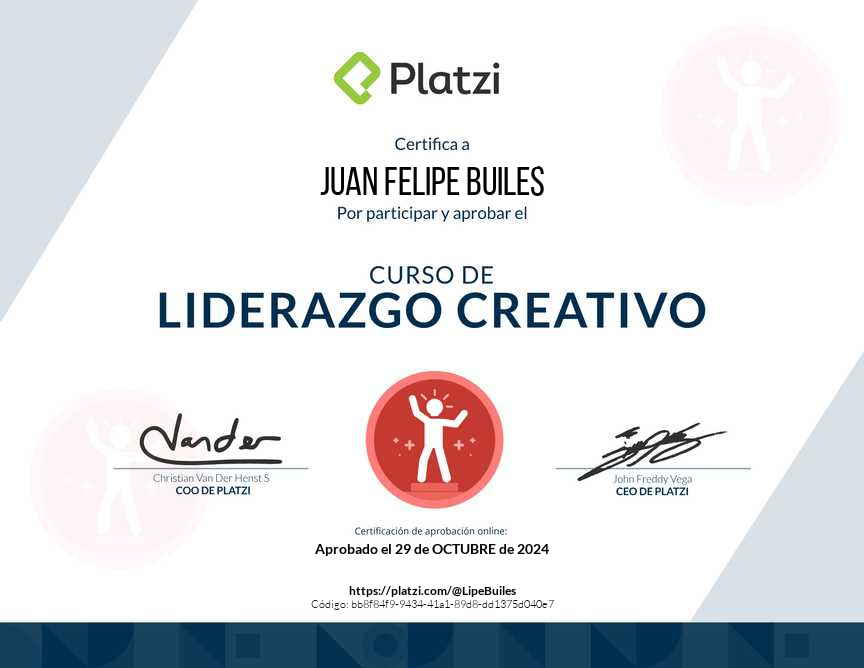 Platzi
Certifica a
JUAN FELIPE BUILES
Por participar y aprobar el
CURSO DE
LIDERAZGO CREATIVO
Vander
Christian Van Der Henst S
COO DE PLATZI
John Freddy Vega
CEO DE PLATZI
Certificación de aprobación online:
Aprobado el 29 de OCTUBRE de 2024
https://platzi.com/@LipeBuiles
Código: bb8f84f9-9434-41a1-89d8-dd1375d040e7